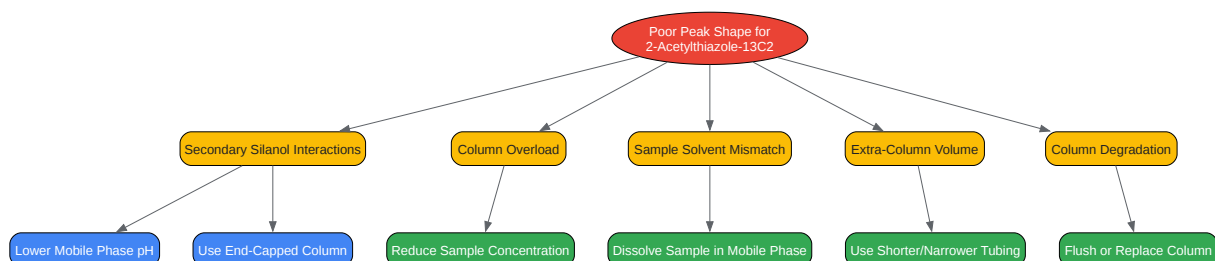 Poor Peak Shape for
2-Acetylthiazole-13C2
Secondary Silanol Interactions
Column Overload
Sample Solvent Mismatch
Extra-Column Volume
Column Degradation
Lower Mobile Phase pH
Use End-Capped Column
Reduce Sample Concentration
Dissolve Sample in Mobile Phase
Use Shorter/Narrower Tubing
Flush or Replace Column